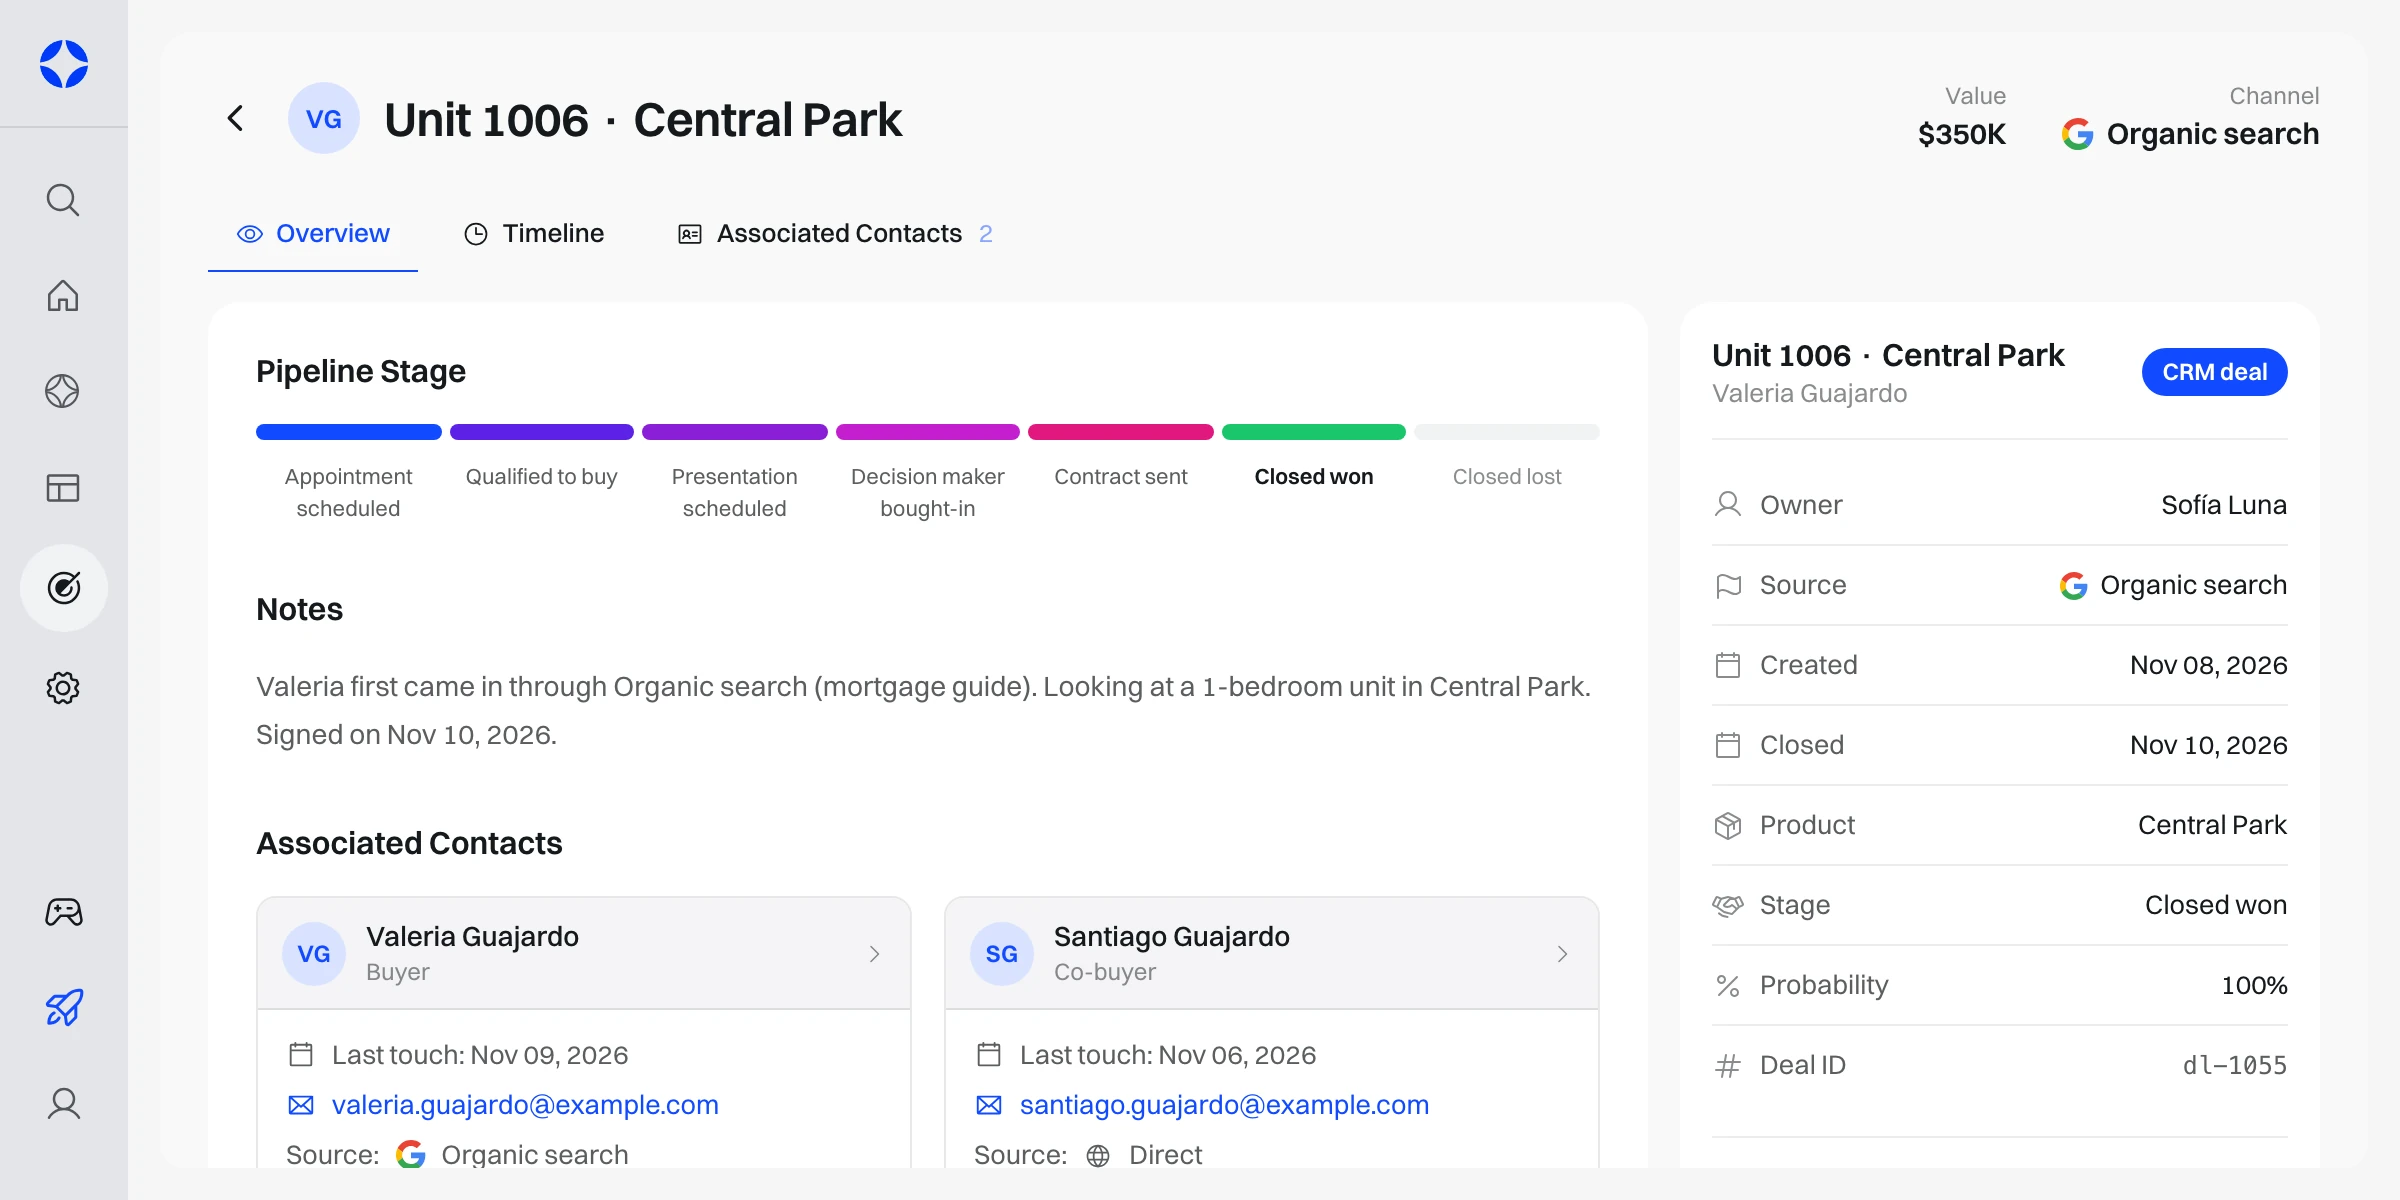 VG
Unit 1006 · Central Park
Value
$350K
Channel
Organic search
Overview
Timeline
Associated Contacts 2
Pipeline Stage
Appointment
scheduled
Qualified to buy
Presentation
scheduled
Decision maker
bought-in
Contract sent
Closed won
Closed lost
Notes
Valeria first came in through Organic search (mortgage guide). Looking at a 1-bedroom unit in Central Park.
Signed on Nov 10, 2026.
Associated Contacts
VG
Valeria Guajardo
Buyer
Last touch: Nov 09, 2026
valeria.guajardo@example.com
Source: Organic search
SG
Santiago Guajardo
Co-buyer
Last touch: Nov 06, 2026
santiago.guajardo@example.com
Source: Direct
Unit 1006 · Central Park
Valeria Guajardo
CRM deal
Owner Sofía Luna
Source Organic search
Created Nov 08, 2026
Closed Nov 10, 2026
Product Central Park
Stage Closed won
Probability 100%
Deal ID dl-1055